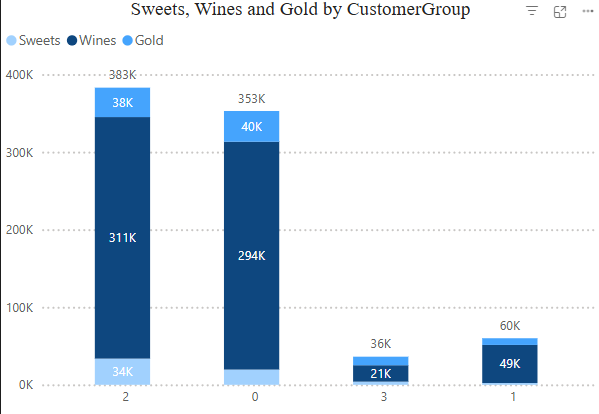 Sweets, Wines and Gold by CustomerGroup
Sweets Wines Gold
400K
300K
200K
100K
0K
383K
38K
311K
34K
353K
40K
294K
36K
21K
60K
49K
2 0 3 1